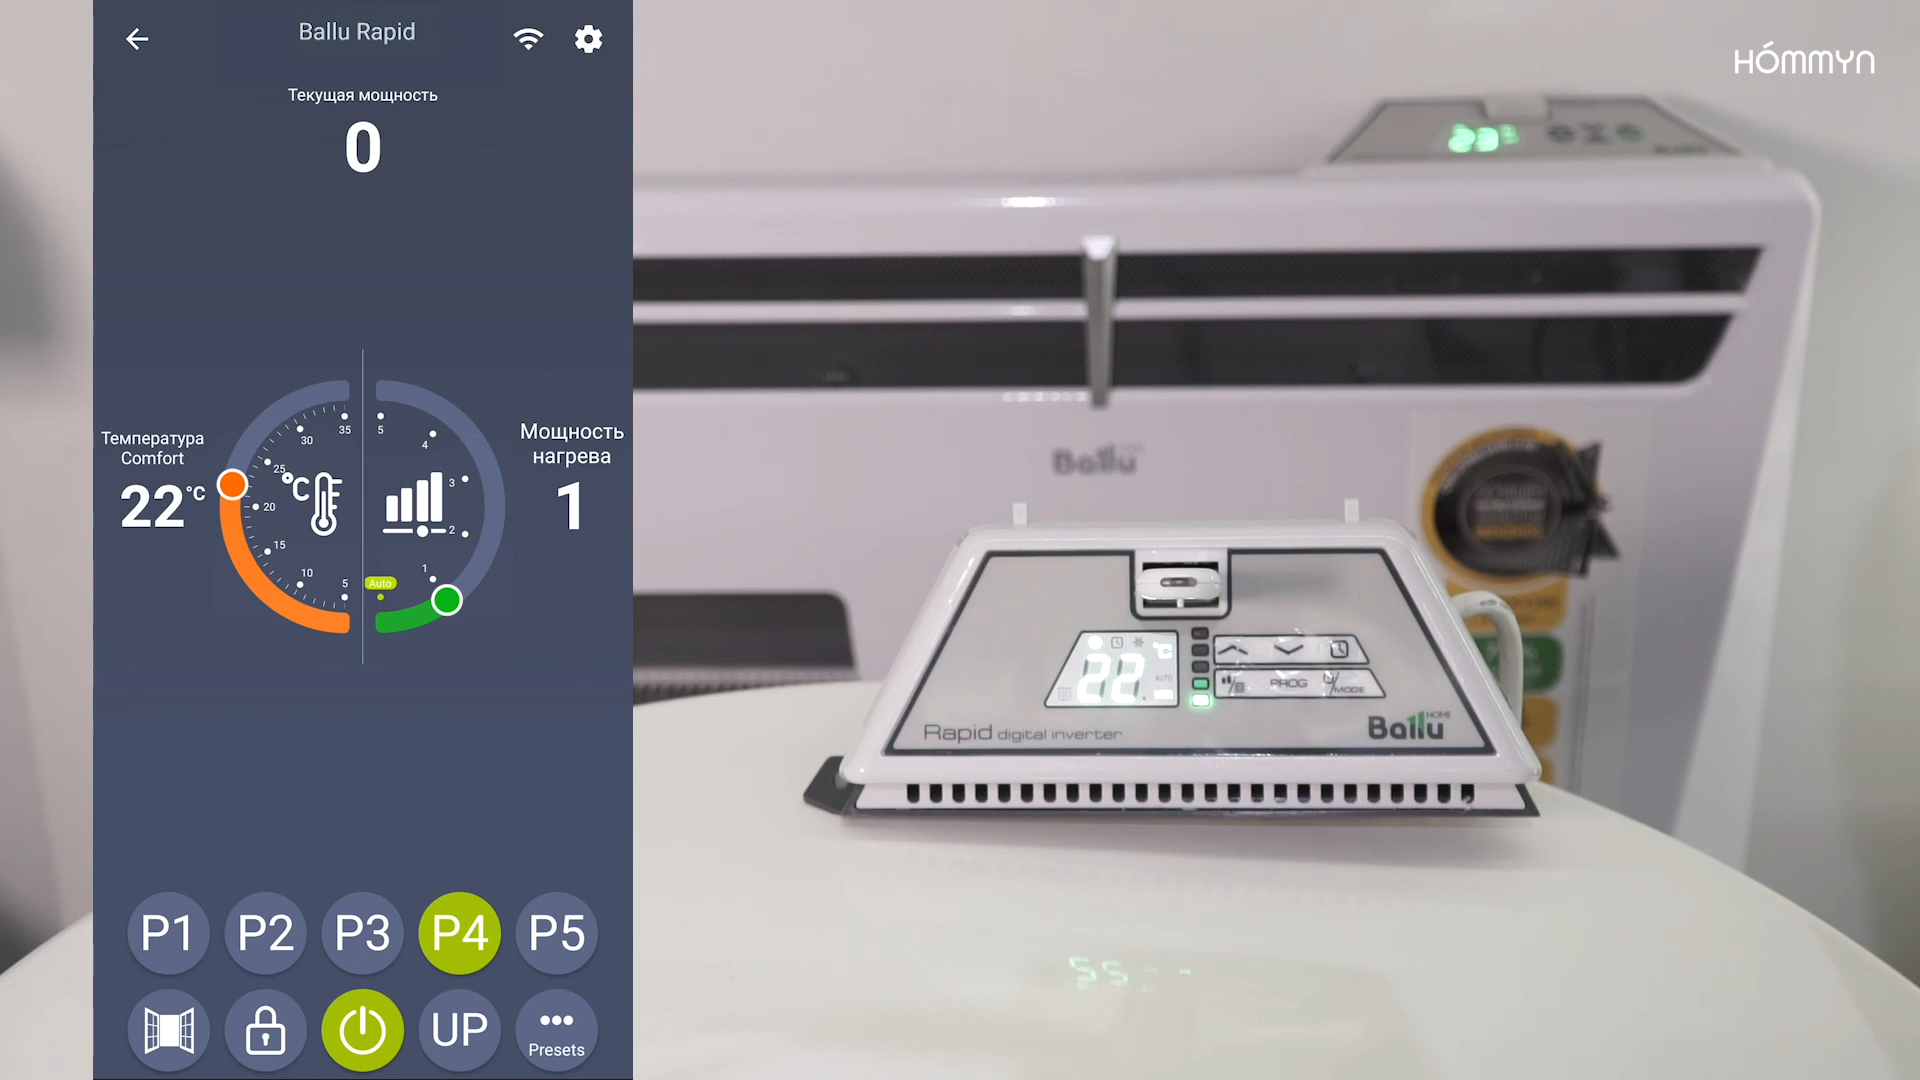 Ballu Rapid
Текущая мощность
0
HÓMMYN
Температура
Comfort
22°C
Мощность
нагрева
1
35
30
25
20
15
10
5
°C
5
4
3
2
1
Auto
P1
P2
P3
P4
P5
UP
Presets
Ballu
22°C
AUTO
PROG
MODE
Rapid digital inverter
Ballu HOME